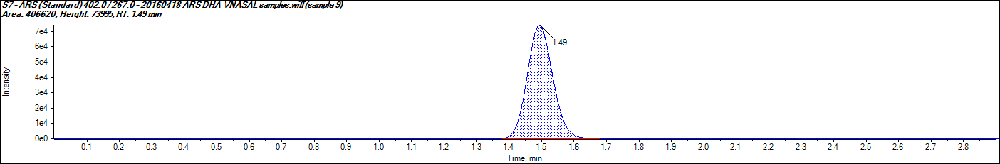 S7 - ARS (Standard) 402.0 / 267.0 - 20160418 ARS DHA VNASAL samples.wiff (sample 9)
Area: 406620, Height: 73995, RT: 1.49 min
7e4
1.49
6e4
5e4
4e4
3e4
2e4
1e4
0e0
Intensity
0.1 0.2 0.3 0.4 0.5 0.6 0.7 0.8 0.9 1.0 1.1 1.2 1.3 1.4 1.5 1.6 1.7 1.8 1.9 2.0 2.1 2.2 2.3 2.4 2.5 2.6 2.7 2.8
Time, min